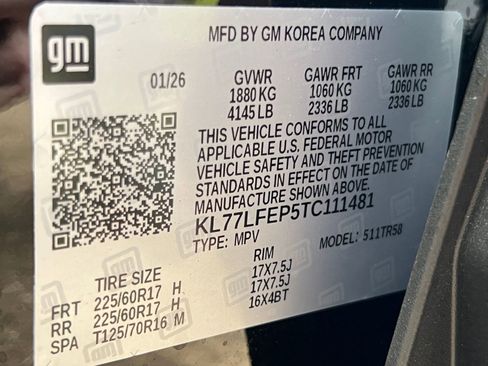 gm
MFD BY GM KOREA COMPANY
01/26 GVWR GAWR FRT GAWR RR
1880 KG 1060 KG 1060 KG
4145 LB 2336 LB 2336 LB
THIS VEHICLE CONFORMS TO ALL
APPLICABLE U.S. FEDERAL MOTOR
VEHICLE SAFETY AND THEFT PREVENTION
STANDARDS IN EFFECT ON THE DATE OF
MANUFACTURE SHOWN ABOVE.
KL77LFEP5TC111481
TYPE: MPV MODEL: 511TR58
TIRE SIZE RIM
FRT 225/60R17 H 17X7.5J
RR 225/60R17 H 17X7.5J
SPA T125/70R16 M 16X4BT